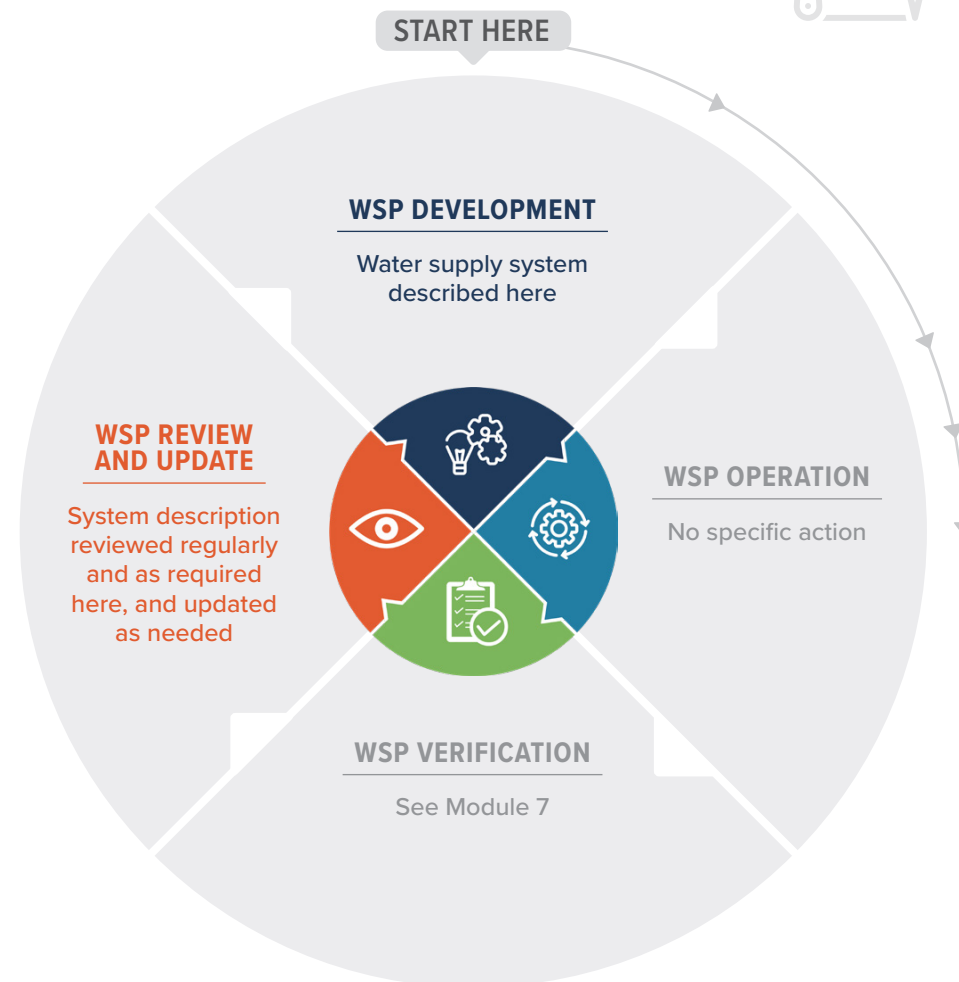 START HERE
WSP DEVELOPMENT
Water supply system
described here
WSP OPERATION
No specific action
WSP VERIFICATION
See Module 7
WSP REVIEW
AND UPDATE
System description
reviewed regularly
and as required
here, and updated
as needed